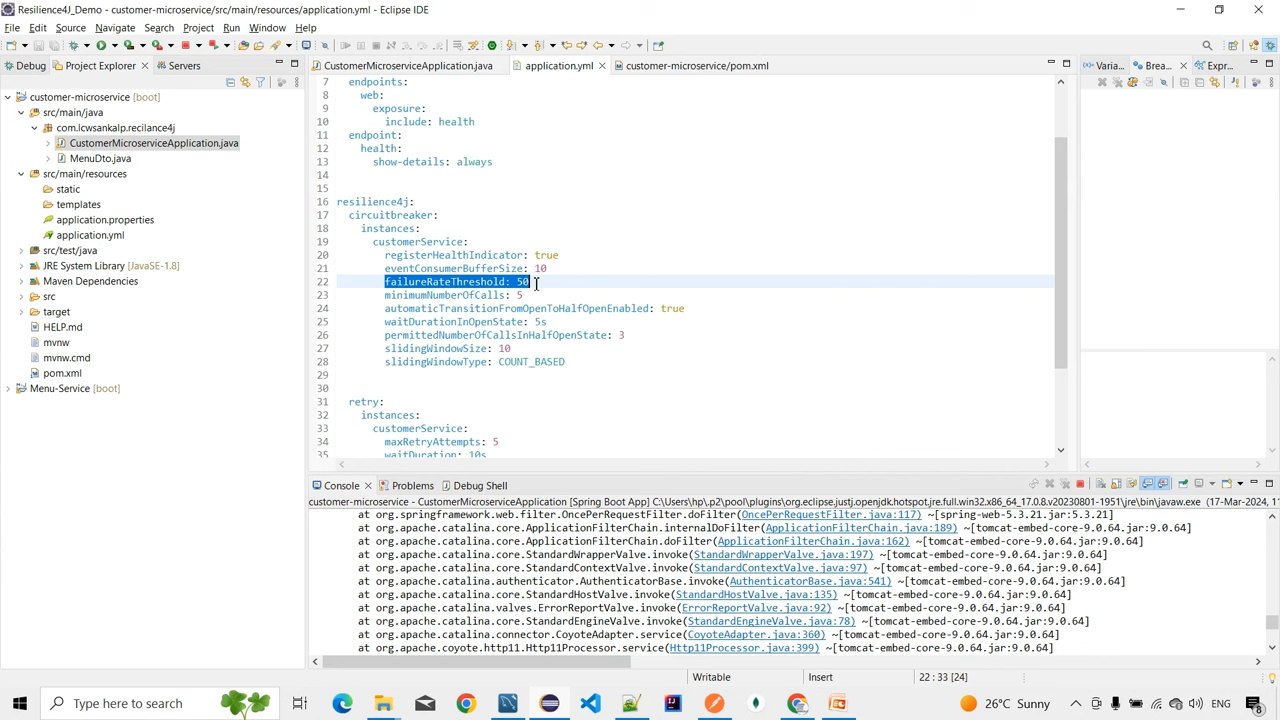 Resilience4J_Demo - customer-microservice/src/main/resources/application.yml - Eclipse IDE
File Edit Source Navigate Search Project Run Window Help
Debug Project Explorer Servers
CustomerMicroserviceApplication.java application.yml customer-microservice/pom.xml
Varia... Brea... Expr...
customer-microservice [boot]
src/main/java
com.lcwsankalp.recilance4j
CustomerMicroserviceApplication.java
MenuDto.java
src/main/resources
static
templates
application.properties
application.yml
src/test/java
JRE System Library [JavaSE-1.8]
Maven Dependencies
src
target
HELP.md
mvnw
mvnw.cmd
pom.xml
Menu-Service [boot]
7 endpoints:
8 web:
9 exposure:
10 include: health
11 endpoint:
12 health:
13 show-details: always
14
15
16 resilience4j:
17 circuitbreaker:
18 instances:
19 customerService:
20 registerHealthIndicator: true
21 eventConsumerBufferSize: 10
22 failureRateThreshold: 50
23 minimumNumberOfCalls: 5
24 automaticTransitionFromOpenToHalfOpenEnabled: true
25 waitDurationInOpenState: 5s
26 permittedNumberOfCallsInHalfOpenState: 3
27 slidingWindowSize: 10
28 slidingWindowType: COUNT_BASED
29
30
31 retry:
32 instances:
33 customerService:
34 maxRetryAttempts: 5
35 waitDuration: 10s
Console Problems Debug Shell
customer-microservice - CustomerMicroserviceApplication [Spring Boot App] C:\Users\hp\.p2\pool\plugins\org.eclipse.justj.openjdk.hotspot.jre.full.win32.x86_64_17.0.8.v20230801-1951\jre\bin\javaw.exe (17-Mar-2024,
at org.springframework.web.filter.OncePerRequestFilter.doFilter(OncePerRequestFilter.java:117) ~[spring-web-5.3.21.jar:5.3.21]
at org.apache.catalina.core.ApplicationFilterChain.internalDoFilter(ApplicationFilterChain.java:189) ~[tomcat-embed-core-9.0.64.jar:9.0.64]
at org.apache.catalina.core.ApplicationFilterChain.doFilter(ApplicationFilterChain.java:162) ~[tomcat-embed-core-9.0.64.jar:9.0.64]
at org.apache.catalina.core.StandardWrapperValve.invoke(StandardWrapperValve.java:197) ~[tomcat-embed-core-9.0.64.jar:9.0.64]
at org.apache.catalina.core.StandardContextValve.invoke(StandardContextValve.java:97) ~[tomcat-embed-core-9.0.64.jar:9.0.64]
at org.apache.catalina.authenticator.AuthenticatorBase.invoke(AuthenticatorBase.java:541) ~[tomcat-embed-core-9.0.64.jar:9.0.64]
at org.apache.catalina.core.StandardHostValve.invoke(StandardHostValve.java:135) ~[tomcat-embed-core-9.0.64.jar:9.0.64]
at org.apache.catalina.valves.ErrorReportValve.invoke(ErrorReportValve.java:92) ~[tomcat-embed-core-9.0.64.jar:9.0.64]
at org.apache.catalina.core.StandardEngineValve.invoke(StandardEngineValve.java:78) ~[tomcat-embed-core-9.0.64.jar:9.0.64]
at org.apache.catalina.connector.CoyoteAdapter.service(CoyoteAdapter.java:360) ~[tomcat-embed-core-9.0.64.jar:9.0.64]
at org.apache.coyote.http11.Http11Processor.service(Http11Processor.java:399) ~[tomcat-embed-core-9.0.64.jar:9.0.64]
Writable Insert 22 : 33 [24]
Type here to search
26°C Sunny ENG 8